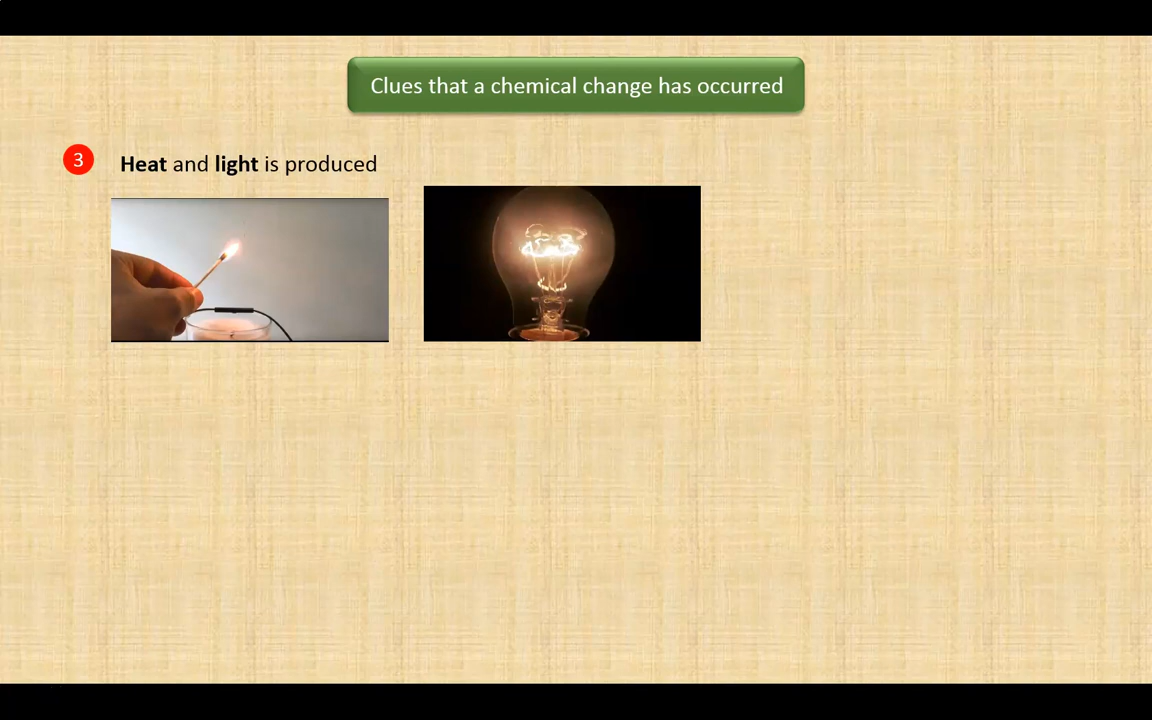 Clues that a chemical change has occurred
3 Heat and light is produced